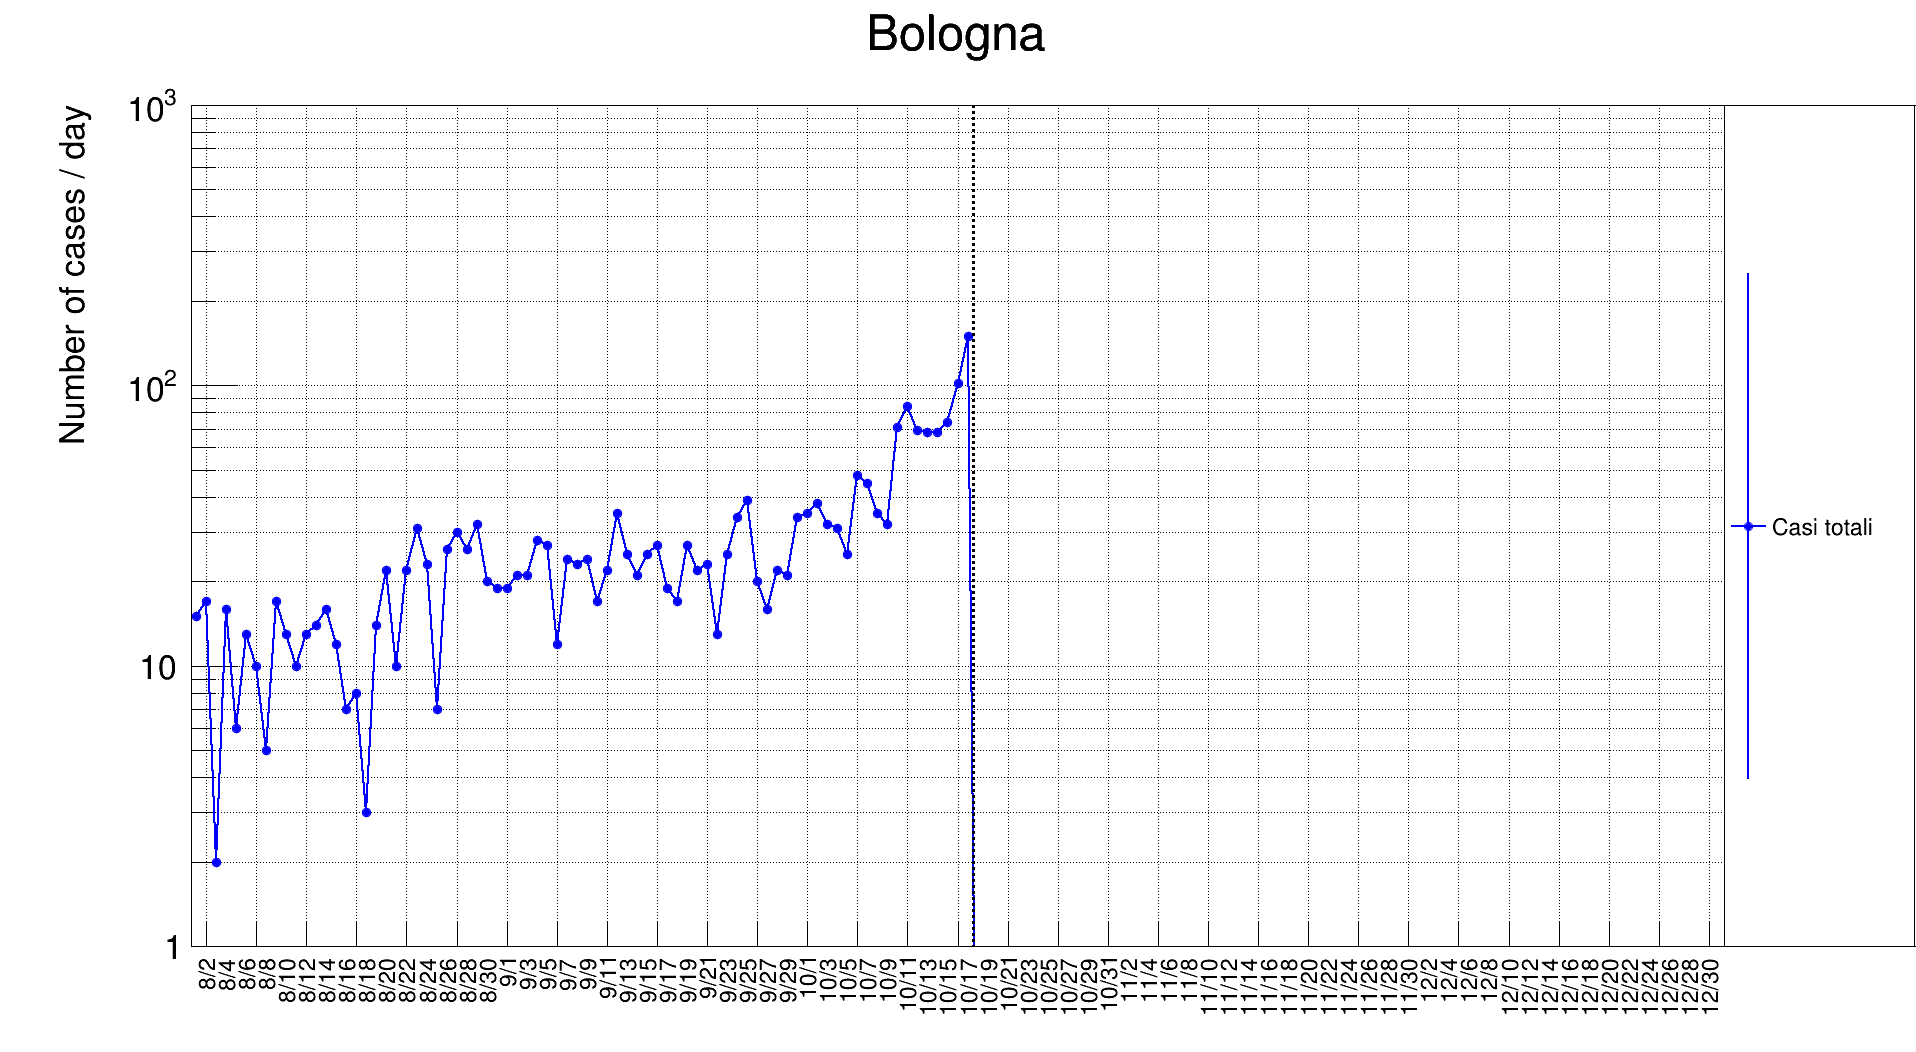 Bologna
Number of cases / day
10³
10²
10
1
8/2 8/4 8/6 8/8 8/10 8/12 8/14 8/16 8/18 8/20 8/22 8/24 8/26 8/28 8/30 9/1 9/3 9/5 9/7 9/9 9/11 9/13 9/15 9/17 9/19 9/21 9/23 9/25 9/27 9/29 10/1 10/3 10/5 10/7 10/9 10/11 10/13 10/15 10/17 10/19 10/21 10/23 10/25 10/27 10/29 10/31 11/2 11/4 11/6 11/8 11/10 11/12 11/14 11/16 11/18 11/20 11/22 11/24 11/26 11/28 11/30 12/2 12/4 12/6 12/8 12/10 12/12 12/14 12/16 12/18 12/20 12/22 12/24 12/26 12/28 12/30
Casi totali